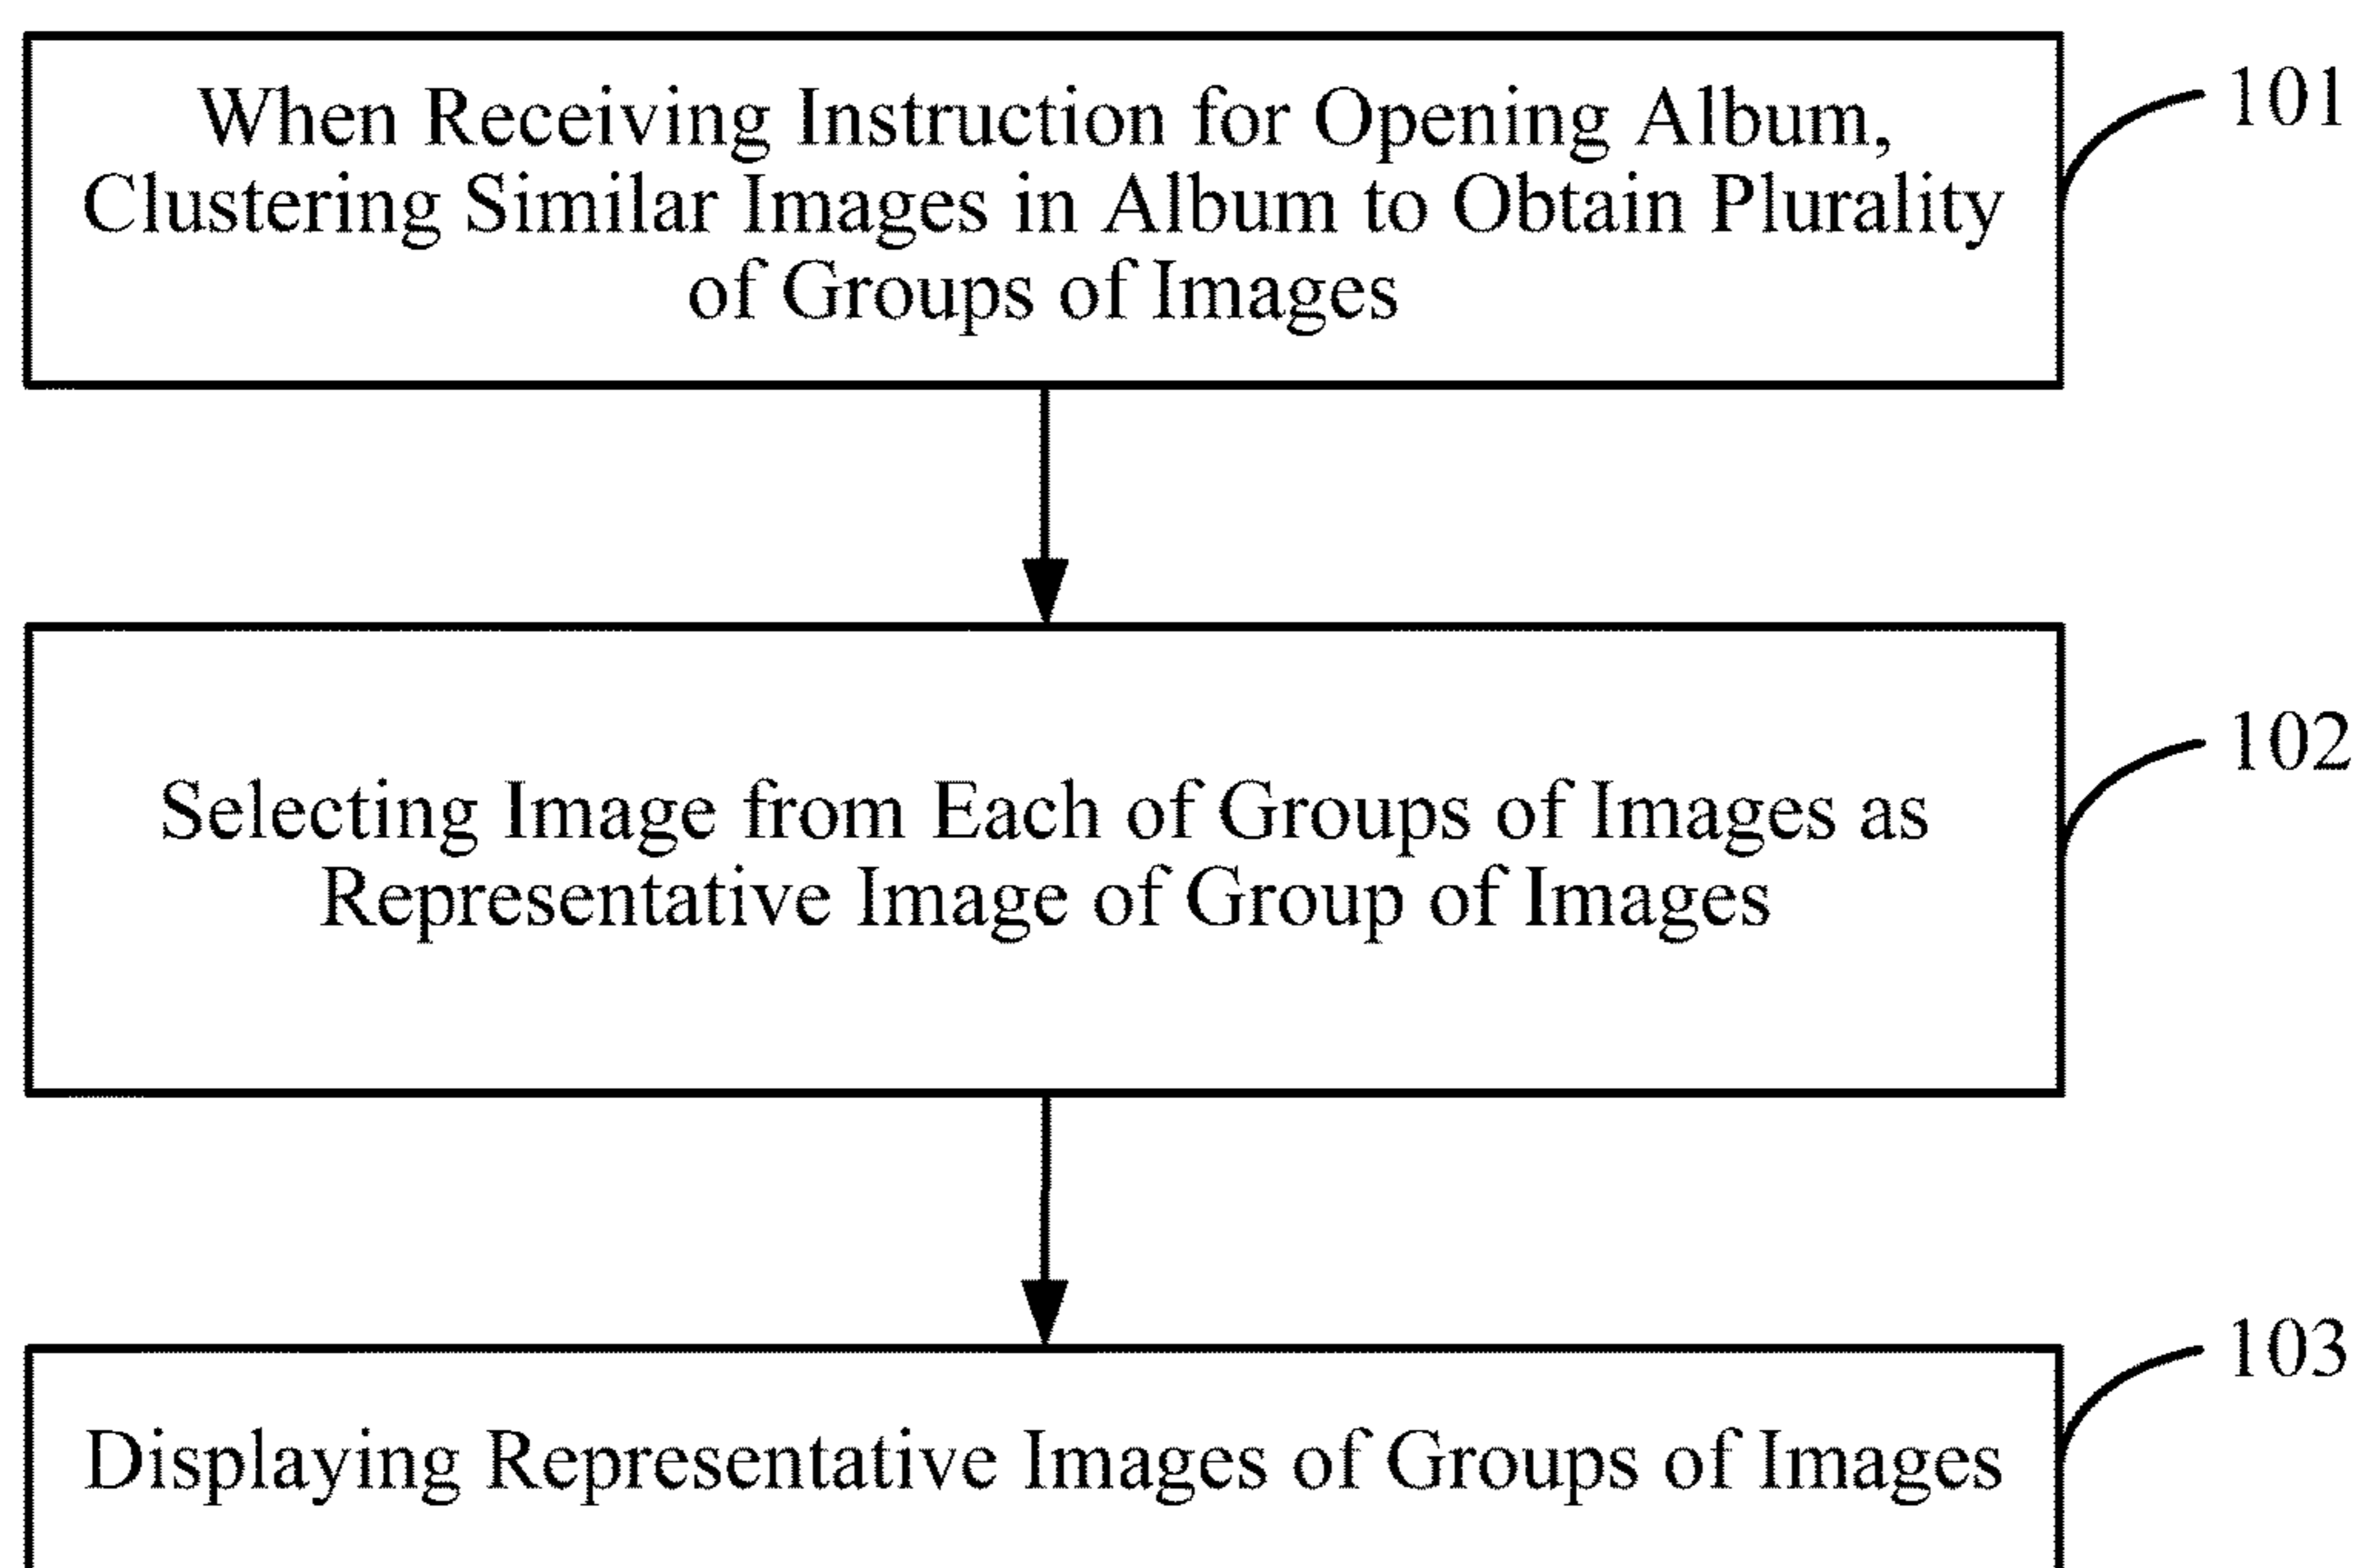 When Receiving Instruction for Opening Album,
Clustering Similar Images in Album to Obtain Plurality
of Groups of Images
101
Selecting Image from Each of Groups of Images as
Representative Image of Group of Images
102
Displaying Representative Images of Groups of Images
103